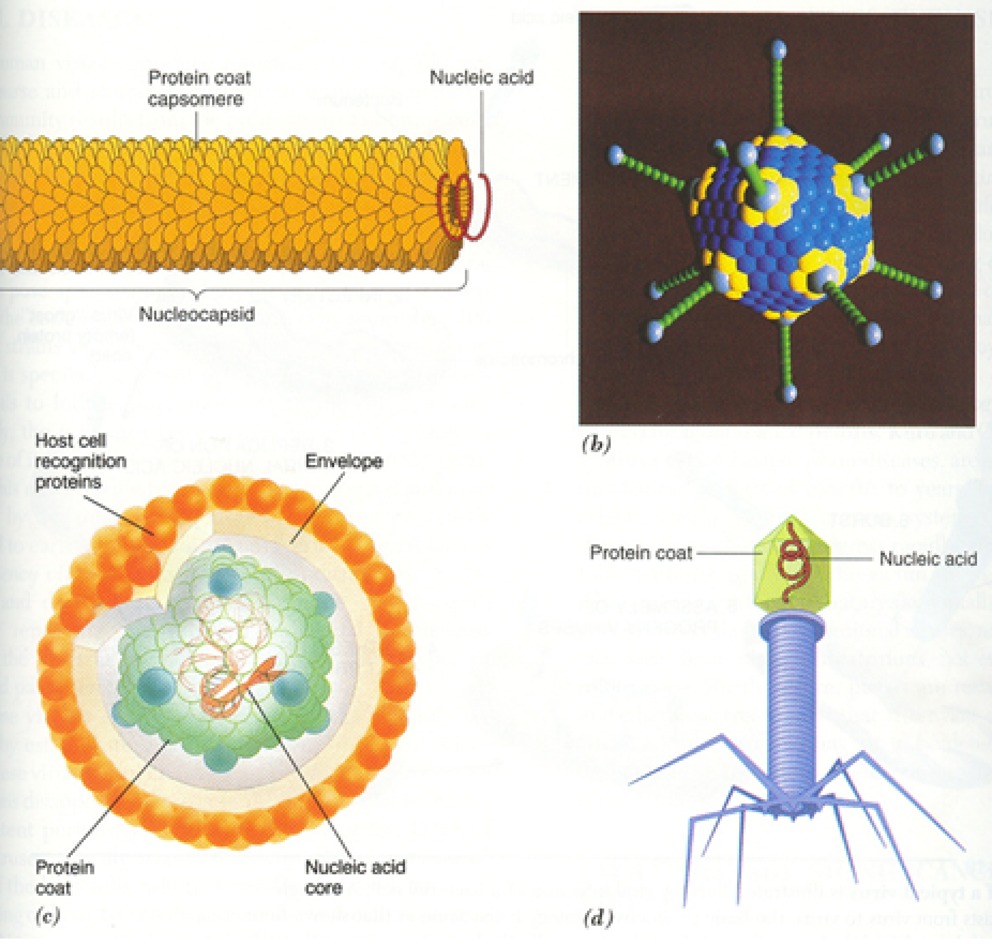 Protein coat
capsomere
Nucleic acid
Nucleocapsid
(b)
Host cell
recognition
proteins
Envelope
Protein
coat
Nucleic acid
core
(c)
Protein coat
Nucleic acid
(d)